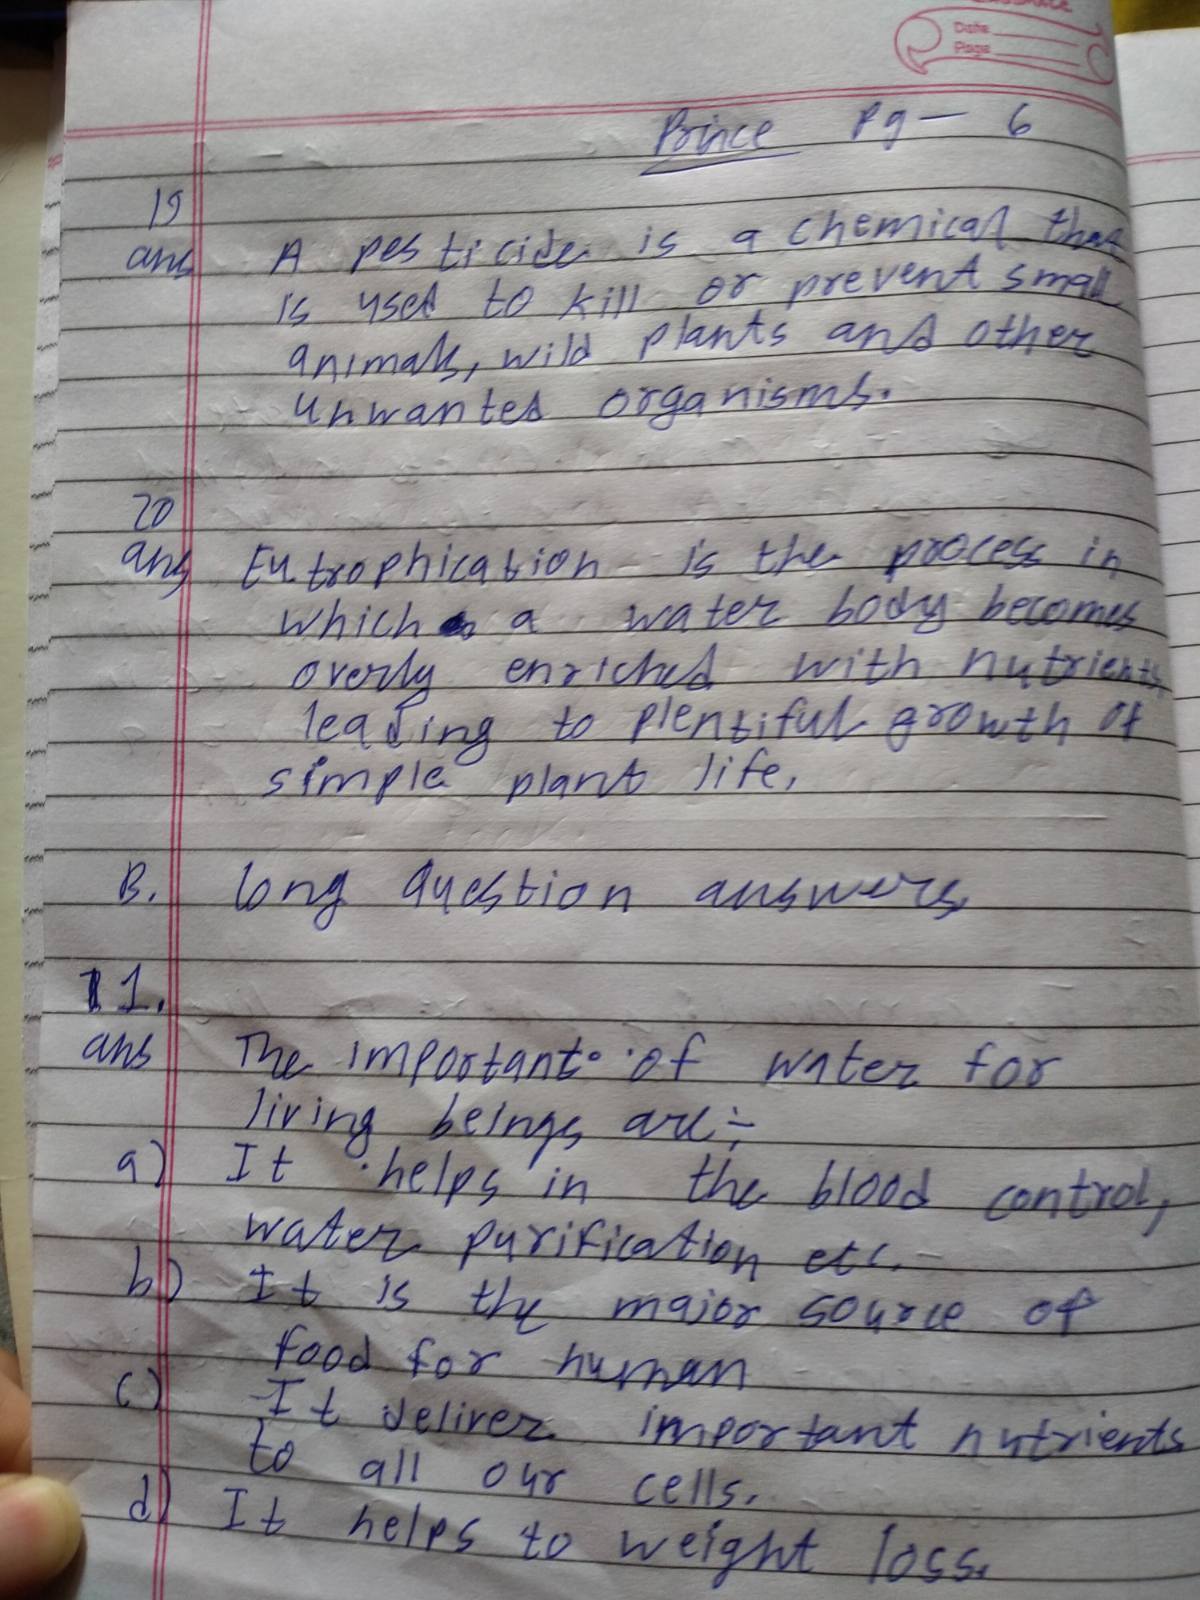 Date
Page
Prince Pg - 6
19
ans A pesticide is a chemical that
is used to kill or prevent small
animals, wild plants and other
unwanted organisms.
20
ans Eutrophication - is the process in
which a water body becomes
overly enriched with nutrients,
leading to plentiful growth of
simple plant life.
B. Long question answers
1.
ans The important of water for
living beings are:-
a) It helps in the blood control,
water purification etc.
b) It is the major source of
food for human
c) It deliver important nutrients
to all our cells.
d) It helps to weight loss.